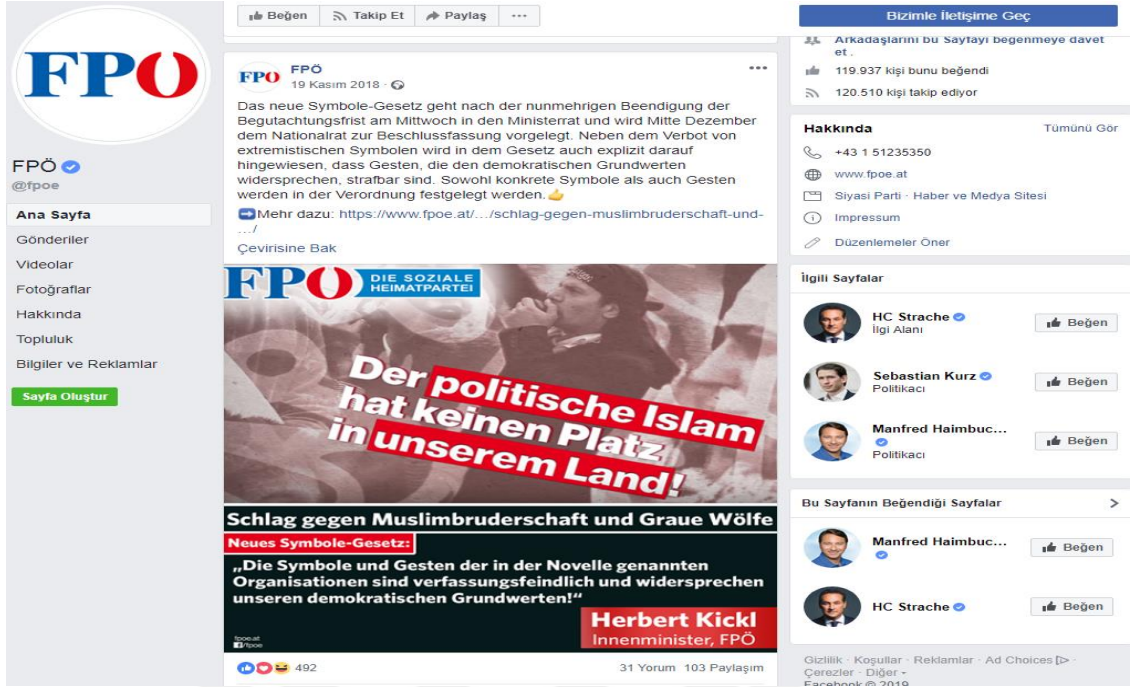 FPÖ
FPÖ
@fpoe
Ana Sayfa
Gönderiler
Videolar
Fotoğraflar
Hakkında
Topluluk
Bilgiler ve Reklamlar
Sayfa Oluştur
Beğen
Takip Et
Paylaş
...
FPÖ
FPÖ
19 Kasım 2018 ·
Das neue Symbole-Gesetz geht nach der nunmehrigen Beendigung der
Begutachtungsfrist am Mittwoch in den Ministerrat und wird Mitte Dezember
dem Nationalrat zur Beschlussfassung vorgelegt. Neben dem Verbot von
extremistischen Symbolen wird in dem Gesetz auch explizit darauf
hingewiesen, dass Gesten, die den demokratischen Grundwerten
widersprechen, strafbar sind. Sowohl konkrete Symbole als auch Gesten
werden in der Verordnung festgelegt werden.👍
➡Mehr dazu: https://www.fpoe.at/.../schlag-gegen-muslimbruderschaft-und-
.../
Çevirisine Bak
FPÖ DIE SOZIALE
HEIMATPARTEI
Der politische Islam
hat keinen Platz
in unserem Land!
Schlag gegen Muslimbruderschaft und Graue Wölfe
Neues Symbole-Gesetz:
„Die Symbole und Gesten der in der Novelle genannten
Organisationen sind verfassungsfeindlich und widersprechen
unseren demokratischen Grundwerten!“
Herbert Kickl
Innenminister, FPÖ
fpoe.at
/fpoe
492
31 Yorum 103 Paylaşım
Bizimle İletişime Geç
Arkadaşlarını bu Sayfayı beğenmeye davet
et .
119.937 kişi bunu beğendi
120.510 kişi takip ediyor
Hakkında Tümünü Gör
+43 1 51235350
www.fpoe.at
Siyasi Parti · Haber ve Medya Sitesi
Impressum
Düzenlemeler Öner
İlgili Sayfalar
HC Strache
İlgi Alanı
Beğen
Sebastian Kurz
Politikacı
Beğen
Manfred Haimbuc...
Politikacı
Beğen
Bu Sayfanın Beğendiği Sayfalar
Manfred Haimbuc...
Beğen
HC Strache
Beğen
Gizlilik · Koşullar · Reklamlar · Ad Choices ·
Çerezler · Diğer
Facebook © 2019